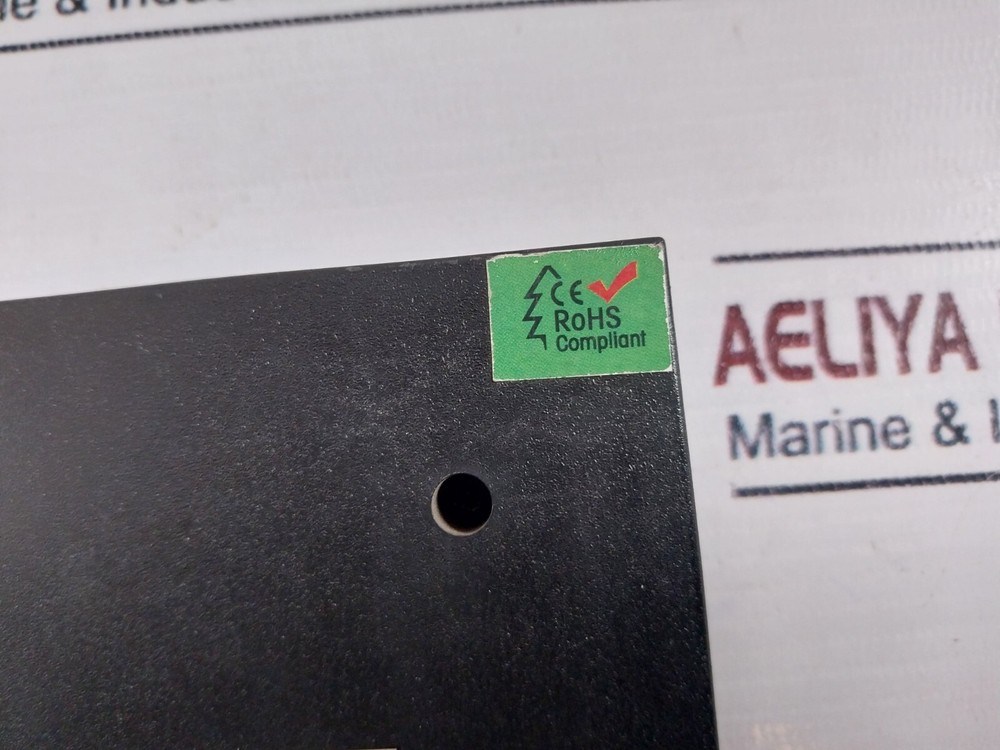 &
CE
RoHS
Compliant
AELIYA
Marine &